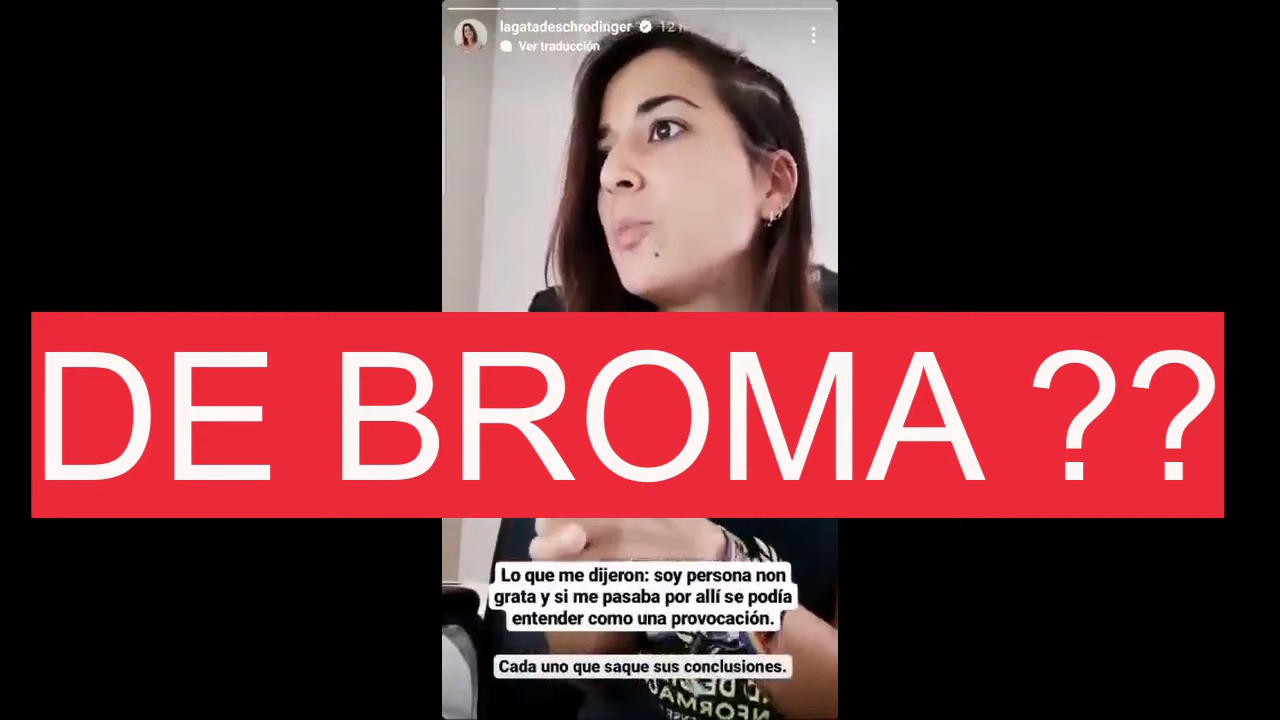 lagatadeschrodinger 12 h
Ver traducción
DE BROMA ??
Lo que me dijeron: soy persona non
grata y si me pasaba por allí se podía
entender como una provocación.
Cada uno que saque sus conclusiones.